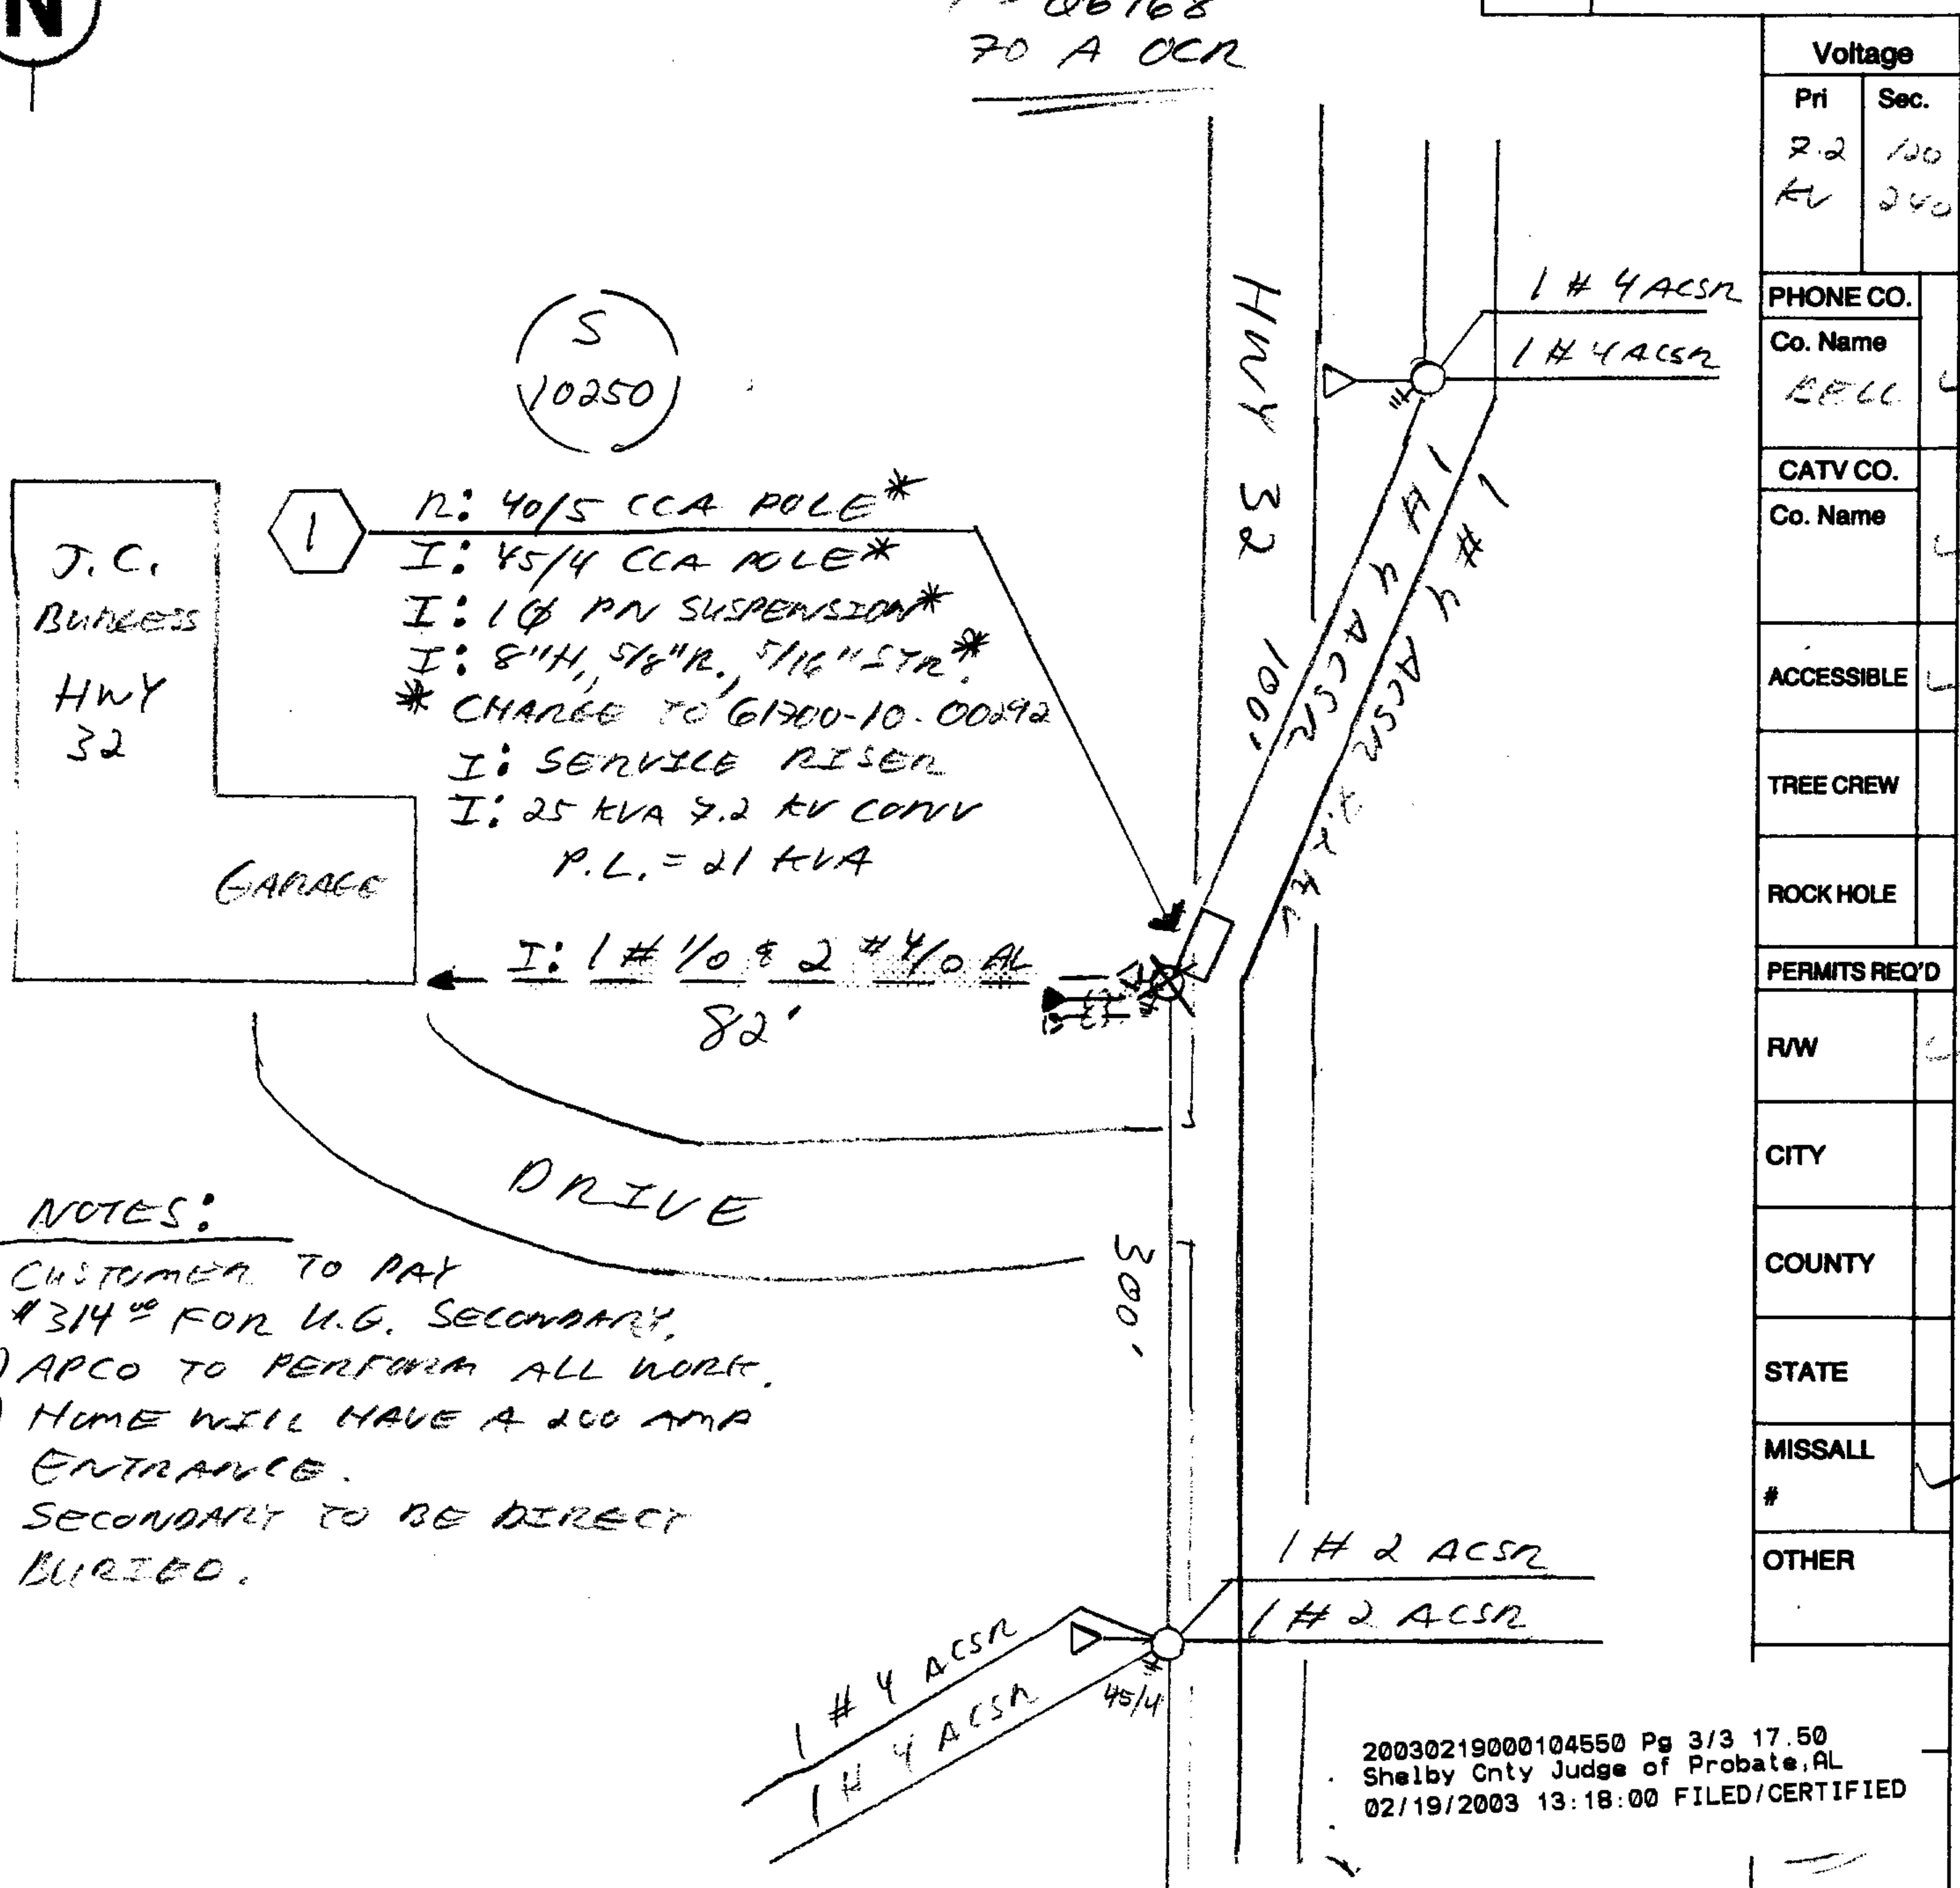 N
70 A OCR
Voltage
Pri Sec.
7.2 120
KV 240
S
10250
HWY 32
1 # 4 ACSR
1 # 4 ACSR
PHONE CO.
Co. Name
BELL
CATV CO.
Co. Name
ACCESSIBLE
TREE CREW
ROCK HOLE
PERMITS REQ'D
R/W
CITY
COUNTY
STATE
MISSALL
#
OTHER
J.C.
BURGESS
HWY
32
GARAGE
1
R: 40/5 CCA POLE*
I: 45/4 CCA POLE*
I: 1Ø PN SUSPENSION*
I: 8"H, 5/8"R., 5/16" STR.*
* CHARGE TO 61700-10-00292
I: SERVICE RISER
I: 25 KVA 7.2 KV CONV
P.L. = 21 KVA
1 # 4 ACSR
1 # 4 ACSR
100'
I: 1 # 1/0 & 2 # 4/0 AL
82'
DRIVE
300'
NOTES:
CUSTOMER TO PAY
$314.00 FOR U.G. SECONDARY.
) APCO TO PERFORM ALL WORK.
) HOME WILL HAVE A 200 AMP
ENTRANCE.
SECONDARY TO BE DIRECT
BURIED.
1 # 2 ACSR
1 # 2 ACSR
1 # 4 ACSR
1 # 4 ACSR
45/4
20030219000104550 Pg 3/3 17.50
Shelby Cnty Judge of Probate,AL
02/19/2003 13:18:00 FILED/CERTIFIED